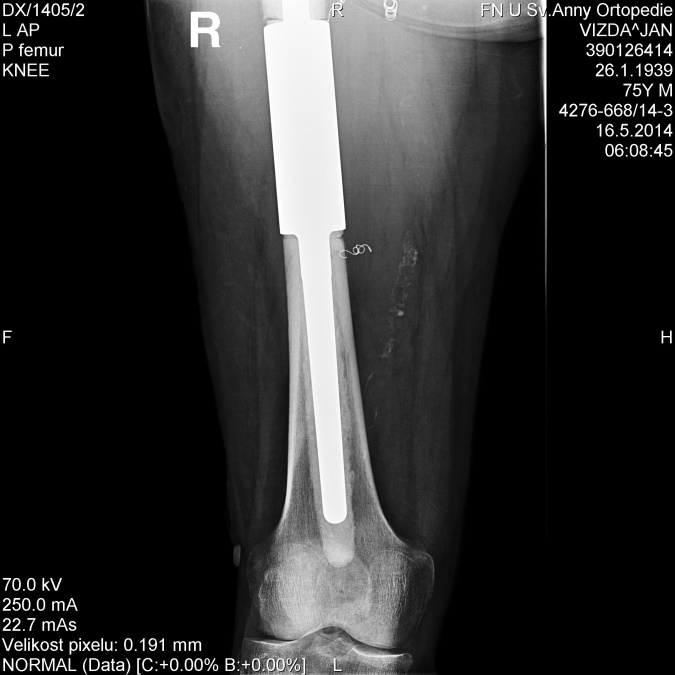 DX/1405/2
L AP
P femur
KNEE
R
R
FN U Sv.Anny Ortopedie
VIZDA^JAN
390126414
26.1.1939
75Y M
4276-668/14-3
16.5.2014
06:08:45
F
H
70.0 kV
250.0 mA
22.7 mAs
Velikost pixelu: 0.191 mm
NORMAL (Data) [C:+0.00% B:+0.00%]
L